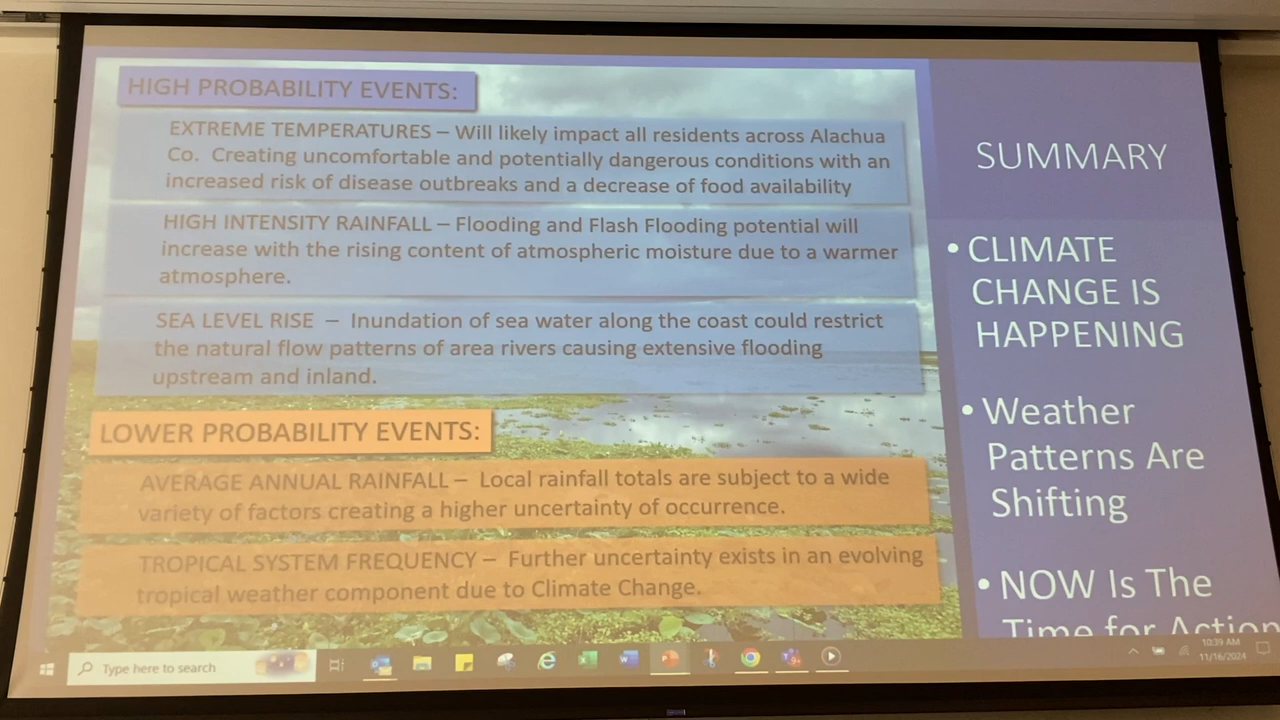 HIGH PROBABILITY EVENTS:
EXTREME TEMPERATURES – Will likely impact all residents across Alachua
Co.  Creating uncomfortable and potentially dangerous conditions with an
increased risk of disease outbreaks and a decrease of food availability
HIGH INTENSITY RAINFALL – Flooding and Flash Flooding potential will
increase with the rising content of atmospheric moisture due to a warmer
atmosphere.
SEA LEVEL RISE  –  Inundation of sea water along the coast could restrict
the natural flow patterns of area rivers causing extensive flooding
upstream and inland.
LOWER PROBABILITY EVENTS:
AVERAGE ANNUAL RAINFALL –  Local rainfall totals are subject to a wide
variety of factors creating a higher uncertainty of occurrence.
TROPICAL SYSTEM FREQUENCY –  Further uncertainty exists in an evolving
tropical weather component due to Climate Change.
SUMMARY
• CLIMATE
CHANGE IS
HAPPENING
• Weather
Patterns Are
Shifting
• NOW Is The
Time for Action
Type here to search
10:39 AM
11/16/2024